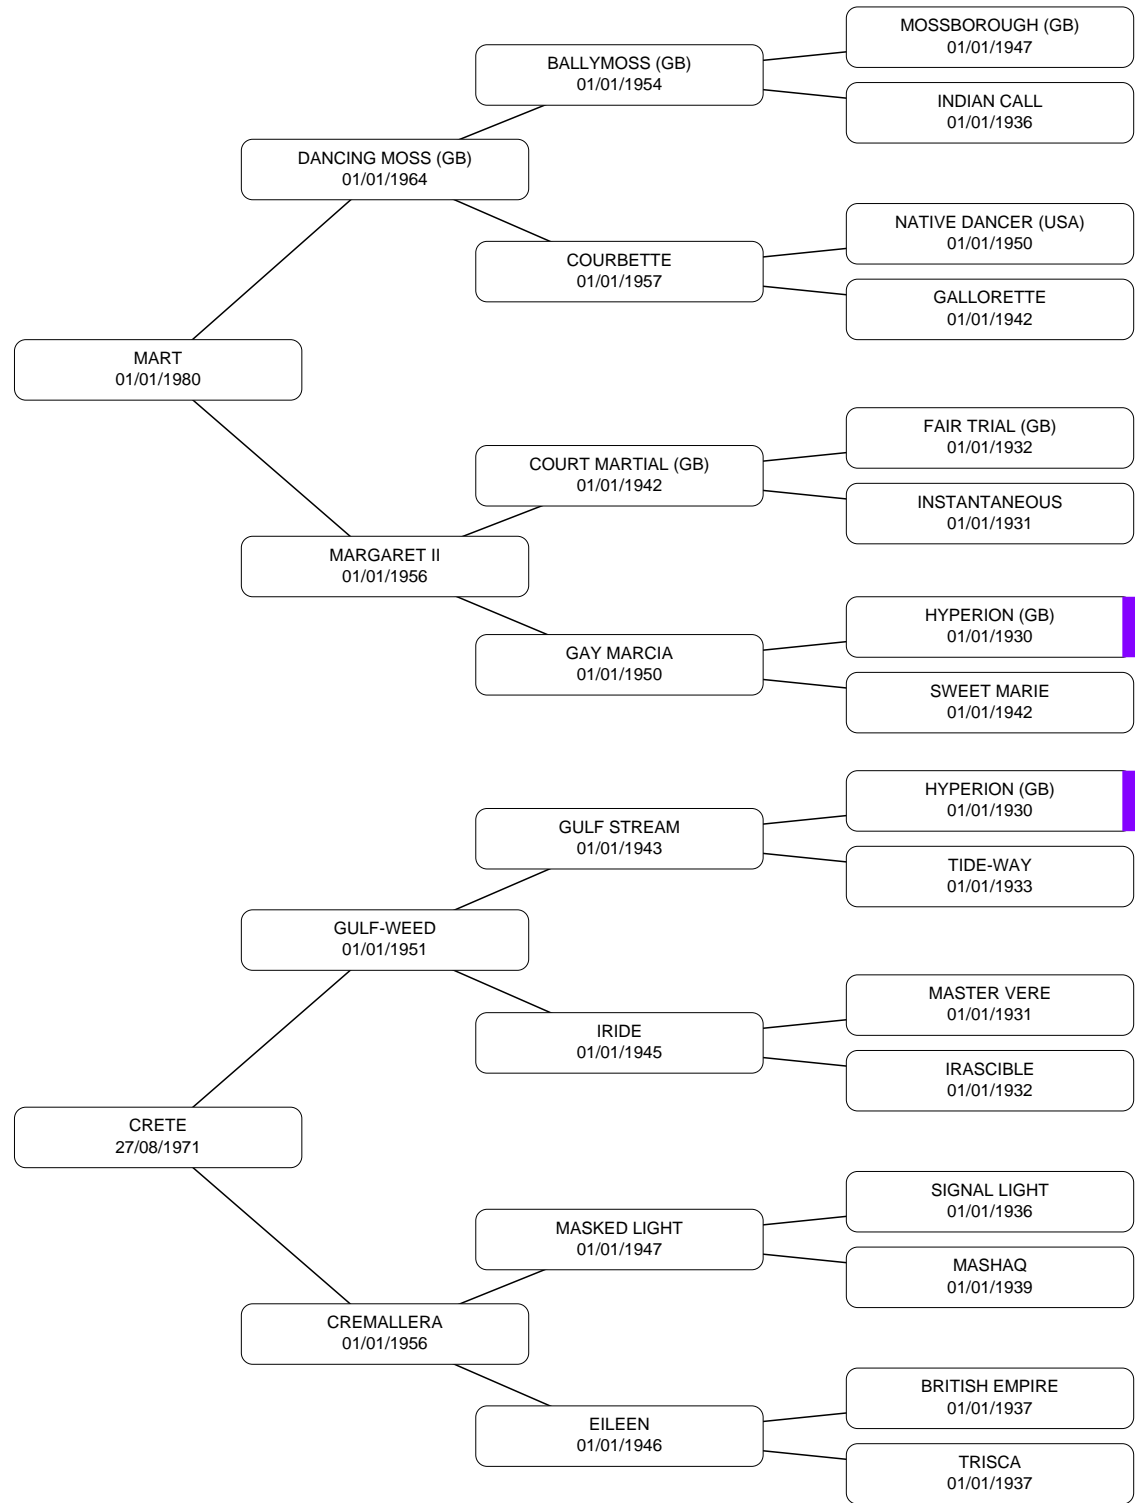 MOSSBOROUGH (GB)
01/01/1947
BALLYMOSS (GB)
01/01/1954
INDIAN CALL
01/01/1936
DANCING MOSS (GB)
01/01/1964
NATIVE DANCER (USA)
01/01/1950
COURBETTE
01/01/1957
GALLORETTE
01/01/1942
MART
01/01/1980
FAIR TRIAL (GB)
01/01/1932
COURT MARTIAL (GB)
01/01/1942
INSTANTANEOUS
01/01/1931
MARGARET II
01/01/1956
HYPERION (GB)
01/01/1930
GAY MARCIA
01/01/1950
SWEET MARIE
01/01/1942
HYPERION (GB)
01/01/1930
GULF STREAM
01/01/1943
TIDE-WAY
01/01/1933
GULF-WEED
01/01/1951
MASTER VERE
01/01/1931
IRIDE
01/01/1945
IRASCIBLE
01/01/1932
CRETE
27/08/1971
SIGNAL LIGHT
01/01/1936
MASKED LIGHT
01/01/1947
MASHAQ
01/01/1939
CREMALLERA
01/01/1956
BRITISH EMPIRE
01/01/1937
EILEEN
01/01/1946
TRISCA
01/01/1937